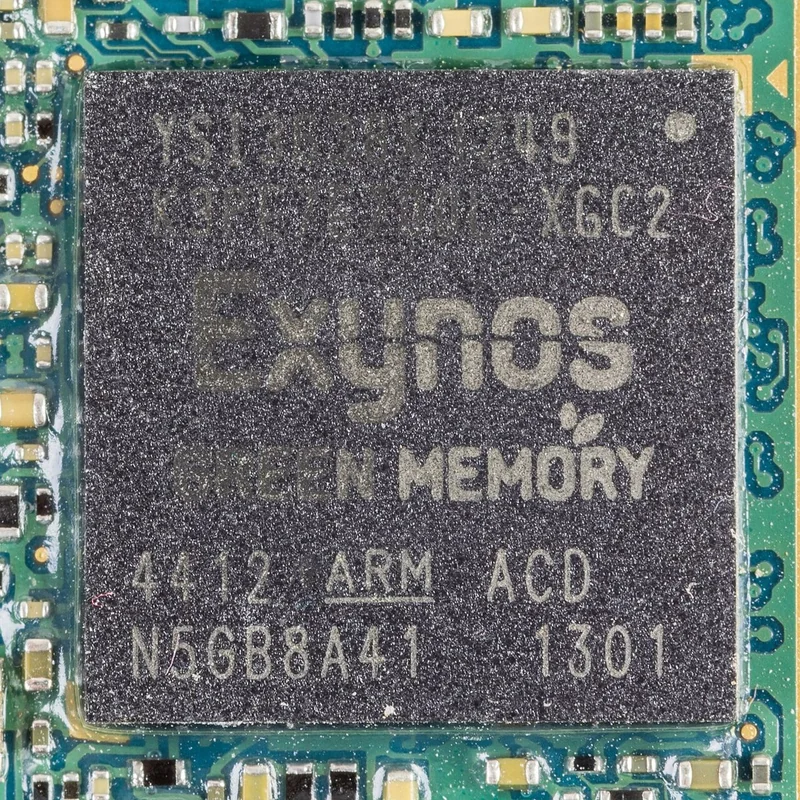 XGC2
Exynos
GREEN MEMORY
4412 ARM ACD
N5GB8A41 1301